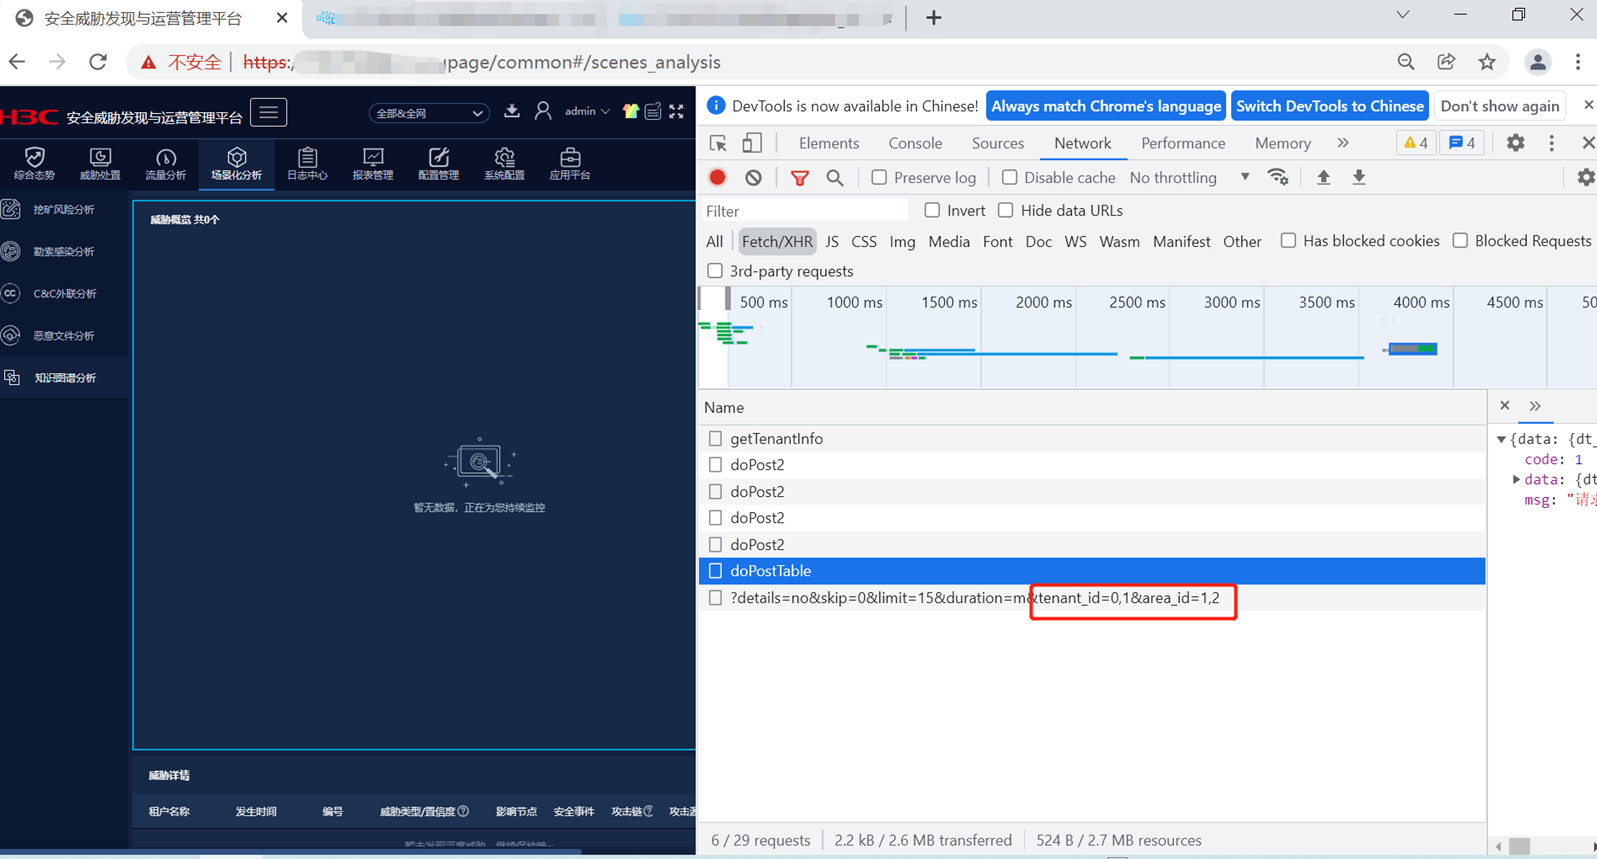 安全威胁发现与运营管理平台
不安全 https:/ page/common#/scenes_analysis
H3C 安全威胁发现与运营管理平台
全部&全网
admin
综合态势 威胁处置 流量分析 场景化分析 日志中心 报表管理 配置管理 系统配置 应用平台
挖矿风险分析
勒索感染分析
C&C外联分析
恶意文件分析
知识图谱分析
威胁概览 共0个
暂无数据，正在为您持续监控
威胁详情
租户名称 发生时间 编号 威胁类型/置信度 影响节点 安全事件 攻击链
DevTools is now available in Chinese! Always match Chrome's language Switch DevTools to Chinese Don't show again
Elements Console Sources Network Performance Memory 4 4
Preserve log Disable cache No throttling
Filter Invert Hide data URLs
All Fetch/XHR JS CSS Img Media Font Doc WS Wasm Manifest Other Has blocked cookies Blocked Requests
3rd-party requests
500 ms 1000 ms 1500 ms 2000 ms 2500 ms 3000 ms 3500 ms 4000 ms 4500 ms 50
Name
getTenantInfo
doPost2
doPost2
doPost2
doPost2
doPostTable
?details=no&skip=0&limit=15&duration=m&tenant_id=0,1&area_id=1,2
{data: {dt_
code: 1
data: {dt
msg: "请求
6 / 29 requests 2.2 kB / 2.6 MB transferred 524 B / 2.7 MB resources